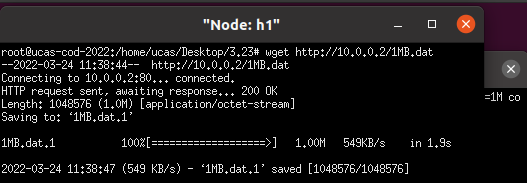 "Node: h1"
root@ucas-cod-2022:/home/ucas/Desktop/3.23# wget http://10.0.0.2/1MB.dat
--2022-03-24 11:38:44--  http://10.0.0.2/1MB.dat
Connecting to 10.0.0.2:80... connected.
HTTP request sent, awaiting response... 200 OK
Length: 1048576 (1.0M) [application/octet-stream]
Saving to: ‘1MB.dat.1’
=1M co
1MB.dat.1           100%[===================>]   1.00M   549KB/s    in 1.9s
2022-03-24 11:38:47 (549 KB/s) - ‘1MB.dat.1’ saved [1048576/1048576]